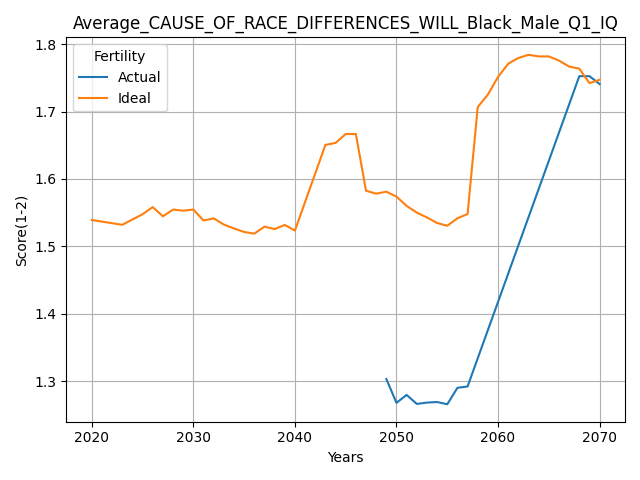 Average_CAUSE_OF_RACE_DIFFERENCES_WILL_Black_Male_Q1_IQ
Fertility
Actual
Ideal
Score(1-2)
1.8
1.7
1.6
1.5
1.4
1.3
2020 2030 2040 2050 2060 2070
Years